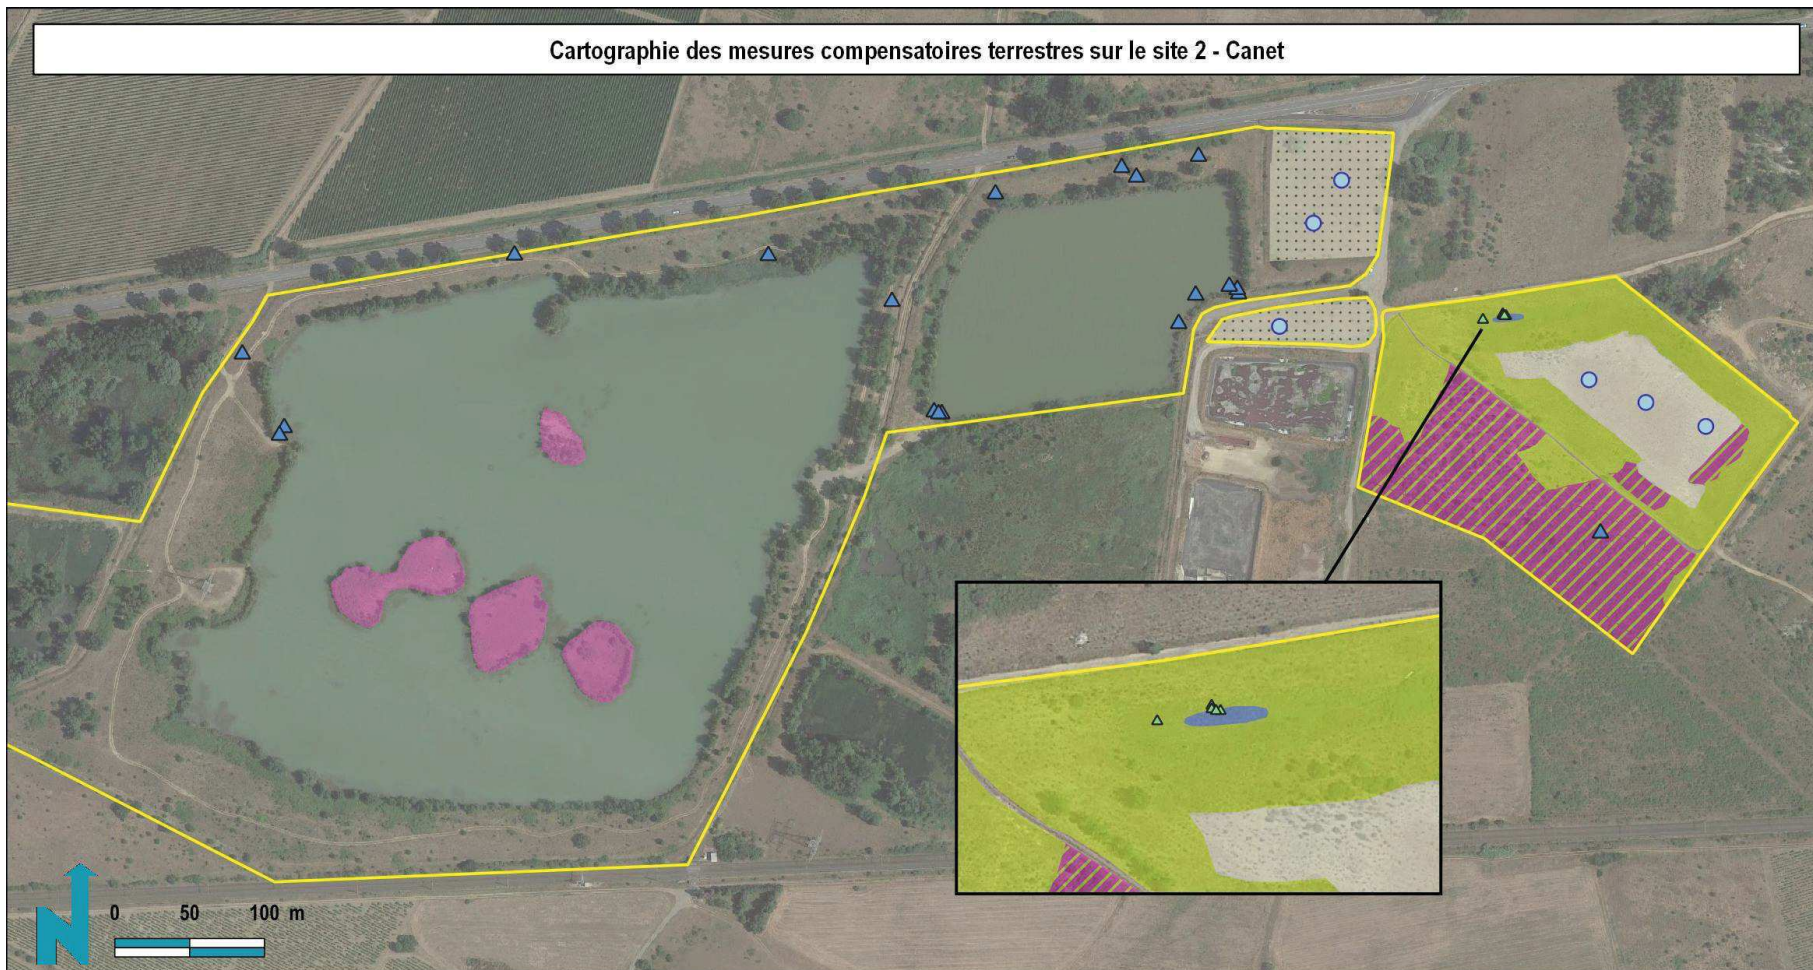 Cartographie des mesures compensatoires terrestres sur le site 2 - Canet
N
0 50 100 m